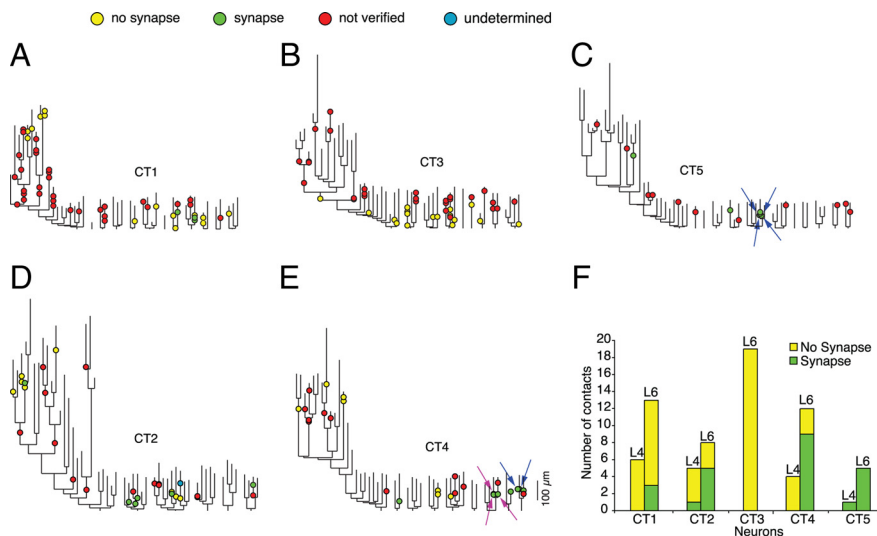 no synapse synapse not verified undetermined
A B C
CT1 CT3 CT5
D E F
CT2 CT4
100 µm
Number of contacts
20
18
16
14
12
10
8
6
4
2
0
No Synapse
Synapse
L4 L6 L4 L6 L6 L4 L6 L4 L6
CT1 CT2 CT3 CT4 CT5
Neurons